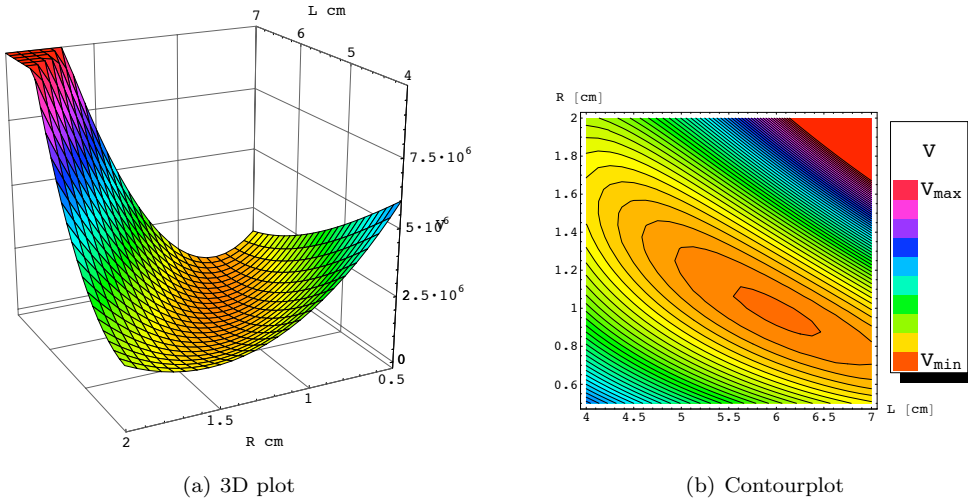 L cm
7
6
5
4
7.5·10⁶
5·10⁶
V
2.5·10⁶
0
0.5
1
1.5
2
R cm
(a) 3D plot
R [cm]
2
1.8
1.6
1.4
1.2
1
0.8
0.6
4 4.5 5 5.5 6 6.5 7
L [cm]
V
Vmax
Vmin
(b) Contourplot